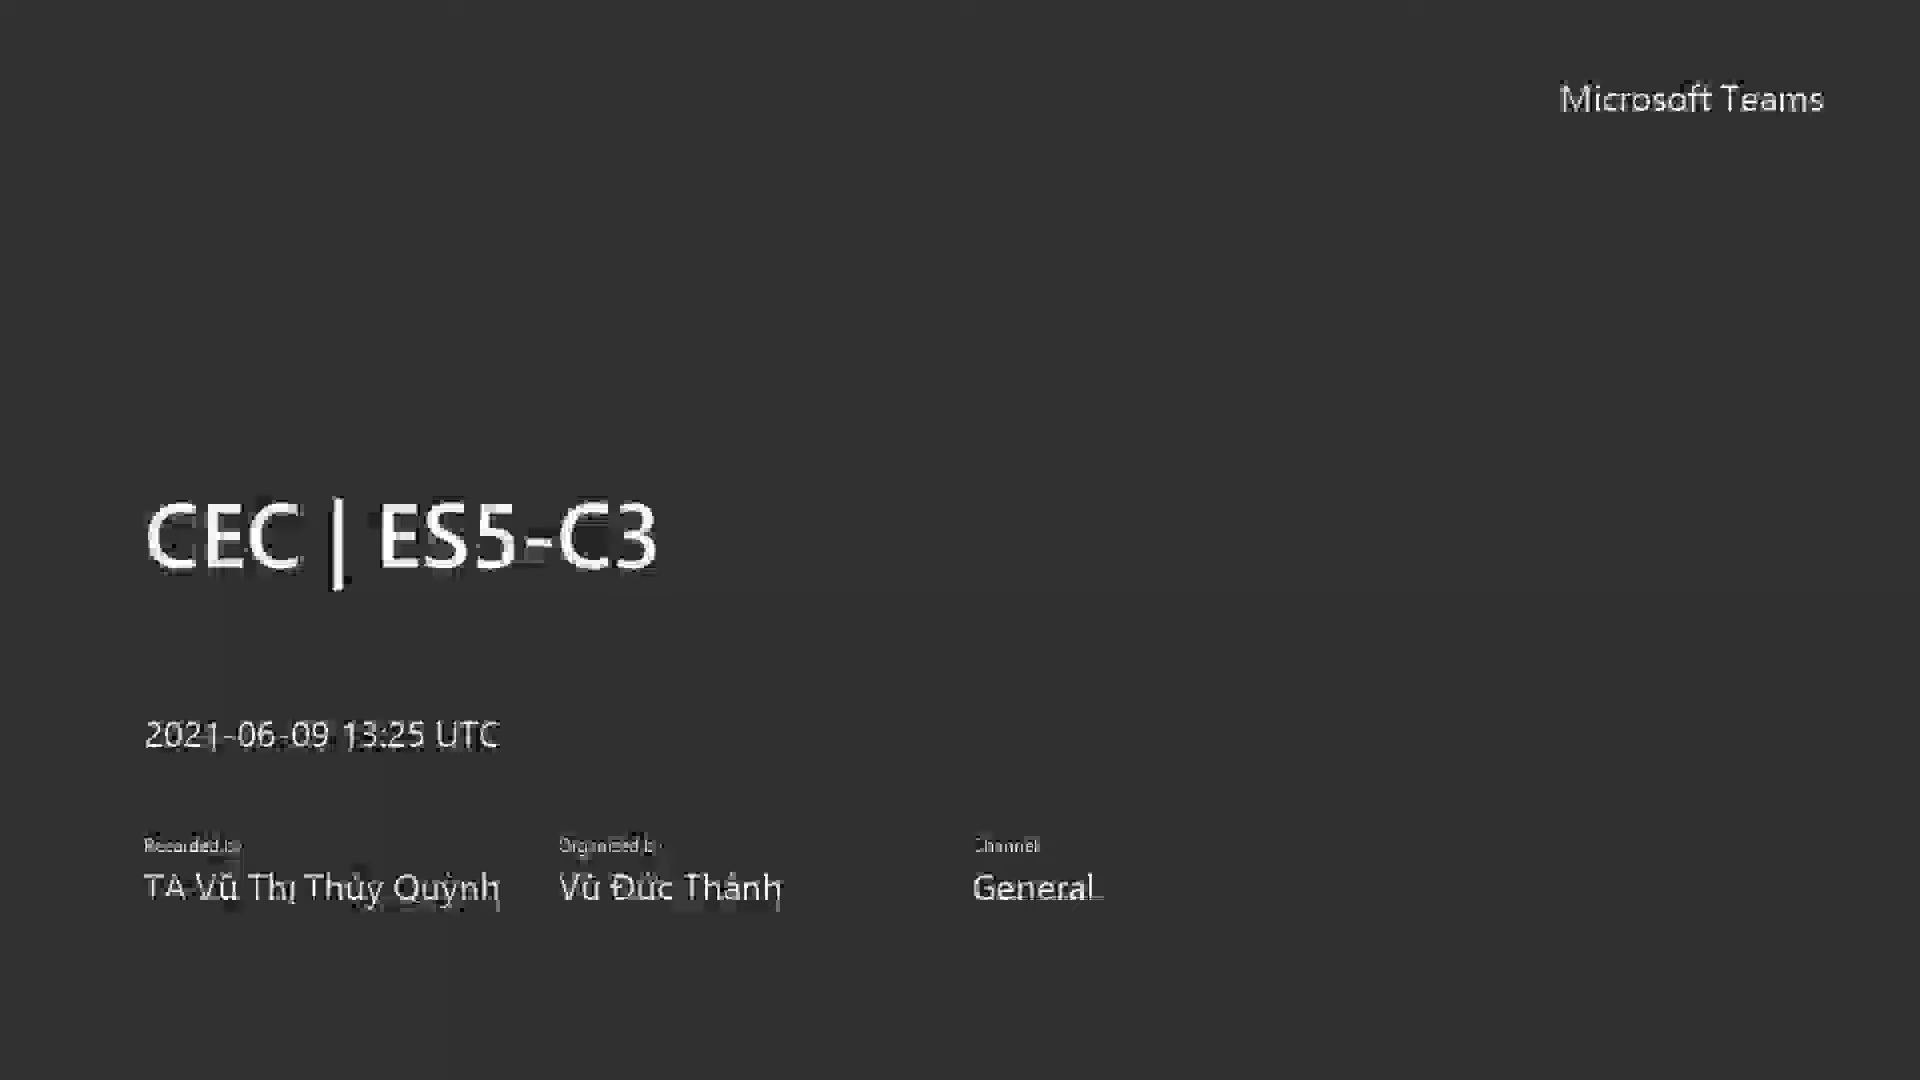 Microsoft Teams
CEC | ES5-C3
2021-06-09 13:25 UTC
Recorded by
Organized by
Channel
TA Vũ Thị Thủy Quỳnh
Vũ Đức Thành
General